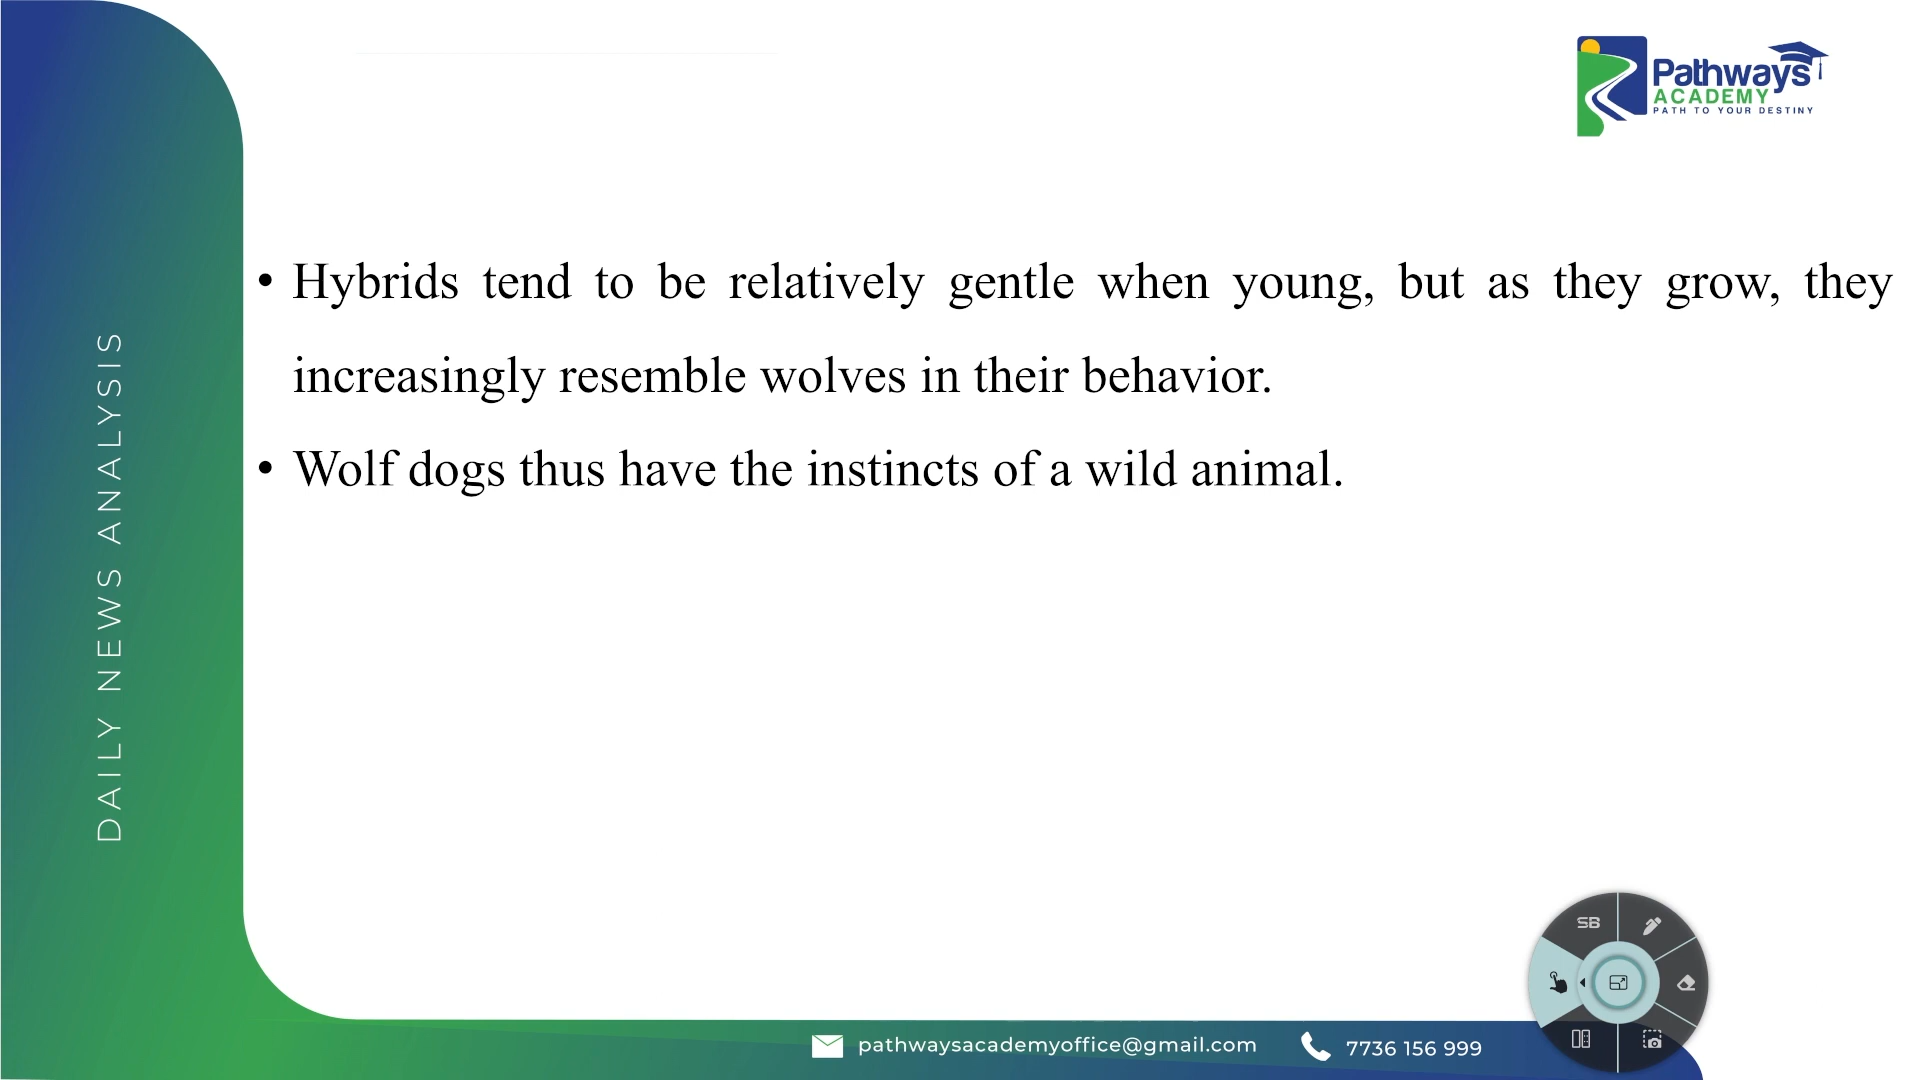 Pathways
ACADEMY
PATH TO YOUR DESTINY
• Hybrids tend to be relatively gentle when young, but as they grow, they
increasingly resemble wolves in their behavior.
• Wolf dogs thus have the instincts of a wild animal.
DAILY NEWS ANALYSIS
SB
pathwaysacademyoffice@gmail.com
7736 156 999